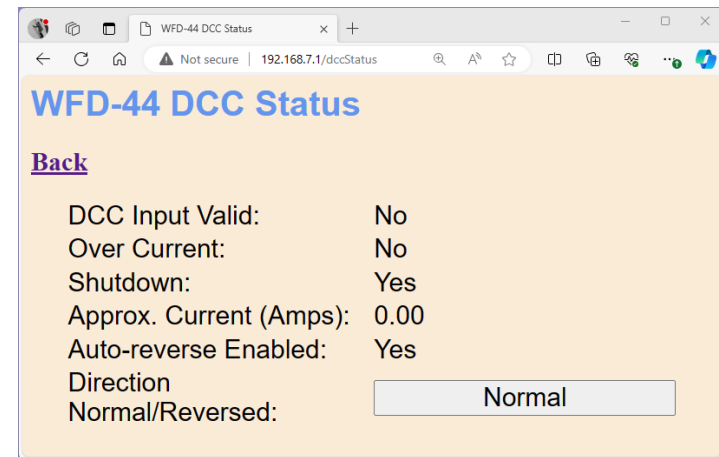 WFD-44 DCC Status
Not secure | 192.168.7.1/dccStatus
WFD-44 DCC Status
Back
DCC Input Valid: No
Over Current: No
Shutdown: Yes
Approx. Current (Amps): 0.00
Auto-reverse Enabled: Yes
Direction
Normal/Reversed: Normal